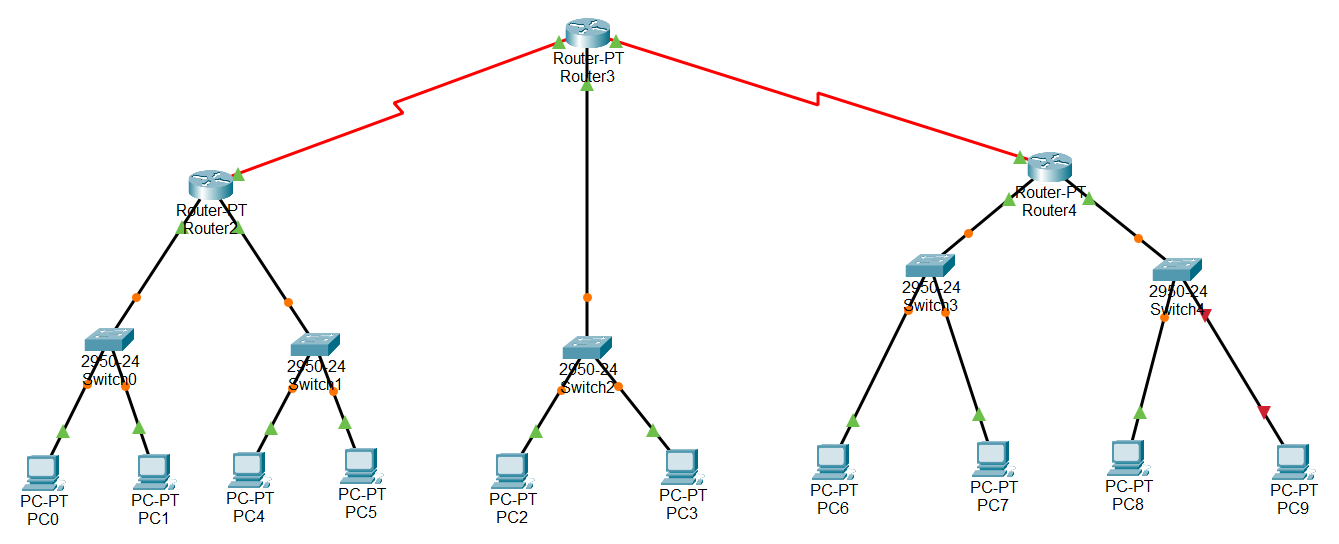 Router-PT
Router3
Router-PT
Router2
Router-PT
Router4
2950-24
Switch0
2950-24
Switch1
2950-24
Switch2
2950-24
Switch3
2950-24
Switch4
PC-PT
PC0
PC-PT
PC1
PC-PT
PC4
PC-PT
PC5
PC-PT
PC2
PC-PT
PC3
PC-PT
PC6
PC-PT
PC7
PC-PT
PC8
PC-PT
PC9